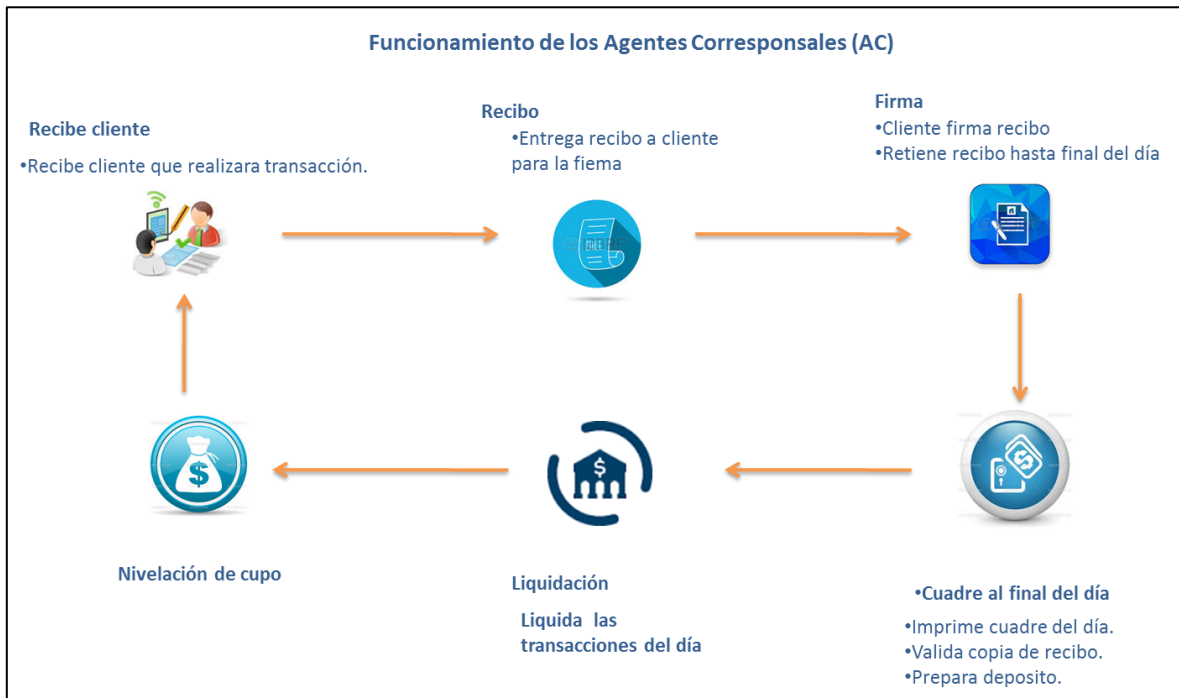 Funcionamiento de los Agentes Corresponsales (AC)
Recibe cliente
•Recibe cliente que realizara transacción.
Recibo
•Entrega recibo a cliente
para la fiema
Firma
•Cliente firma recibo
•Retiene recibo hasta final del día
Nivelación de cupo
Liquidación
Liquida las
transacciones del día
•Cuadre al final del día
•Imprime cuadre del día.
•Valida copia de recibo.
•Prepara deposito.